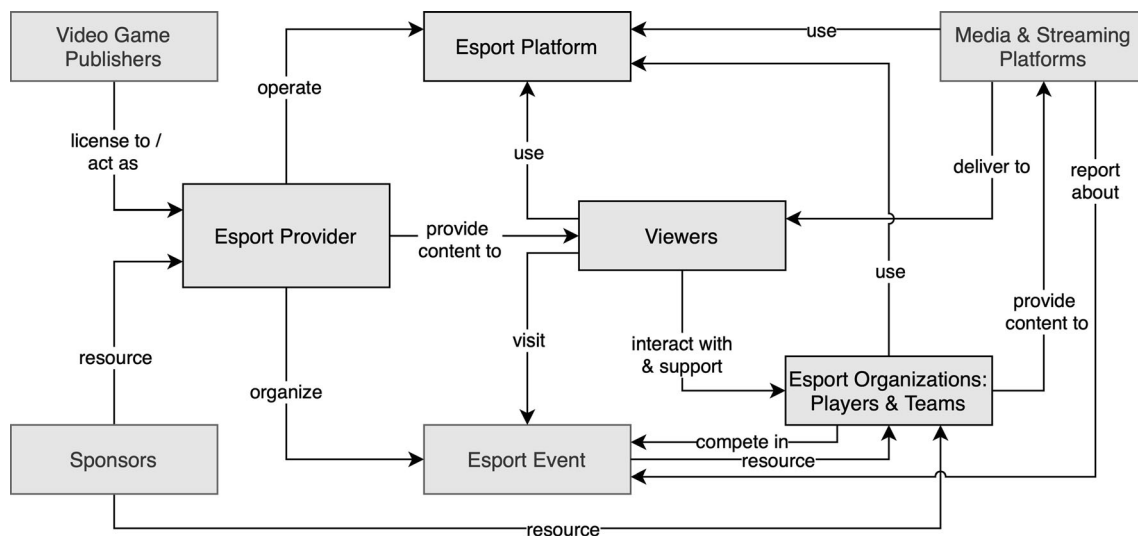 Video Game
Publishers
Esport Platform
use
Media & Streaming
Platforms
operate
license to /
act as
use
deliver to
report
about
Esport Provider
provide
content to
Viewers
use
provide
content to
resource
visit
interact with
& support
organize
Esport Organizations:
Players & Teams
Sponsors
Esport Event
compete in
resource
resource